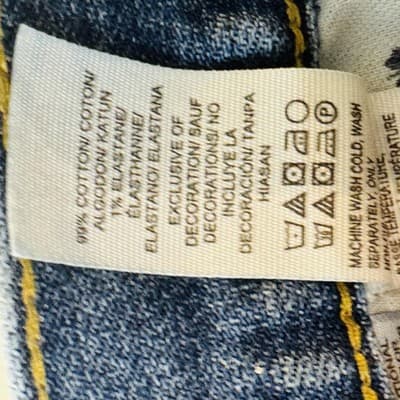 99% COTTON/ COTON/
ALGODON/ KATUN
1% ELASTANE/
ÉLASTHANNE/
ELASTANO/ ELASTANA
EXCLUSIVE OF
DECORATION/ SAUF
DECORATIONS/ NO
INCLUYE LA
DECORACIÓN/ TANPA
HIASAN
P
MACHINE WASH COLD, WASH
SEPARATELY, ONLY